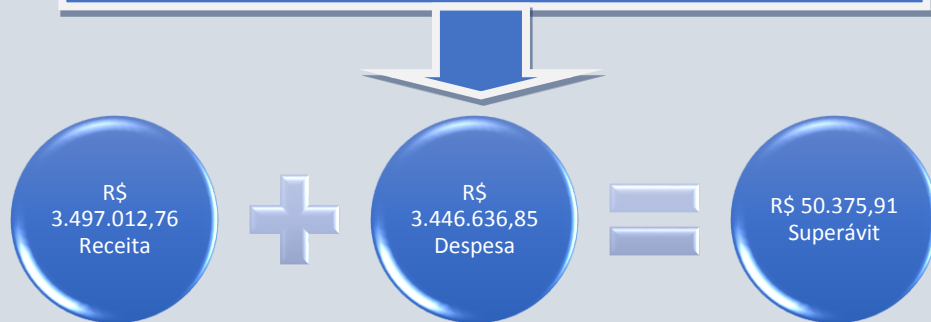 R$
3.497.012,76
Receita
R$
3.446.636,85
Despesa
R$ 50.375,91
Superávit